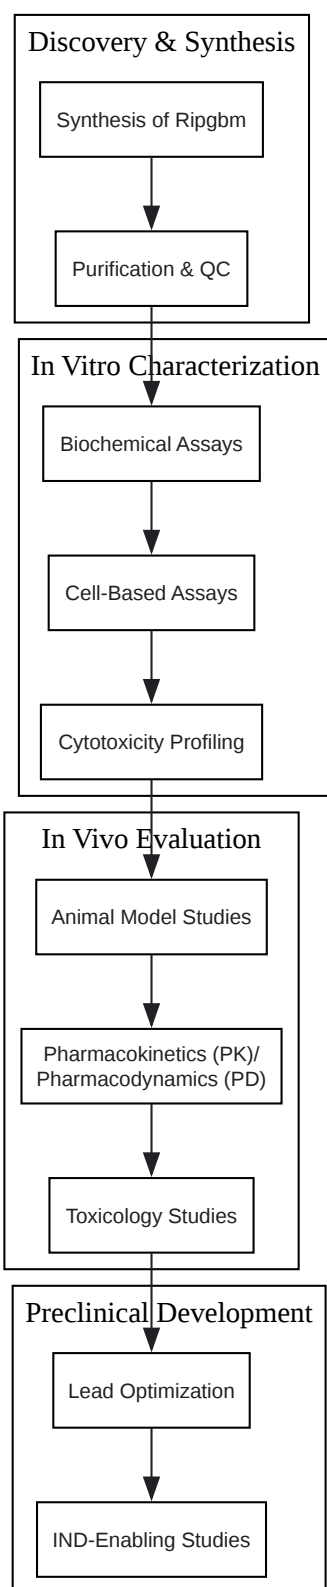 Discovery & Synthesis
Synthesis of Ripgbm
Purification & QC
In Vitro Characterization
Biochemical Assays
Cell-Based Assays
Cytotoxicity Profiling
In Vivo Evaluation
Animal Model Studies
Pharmacokinetics (PK)/
Pharmacodynamics (PD)
Toxicology Studies
Preclinical Development
Lead Optimization
IND-Enabling Studies